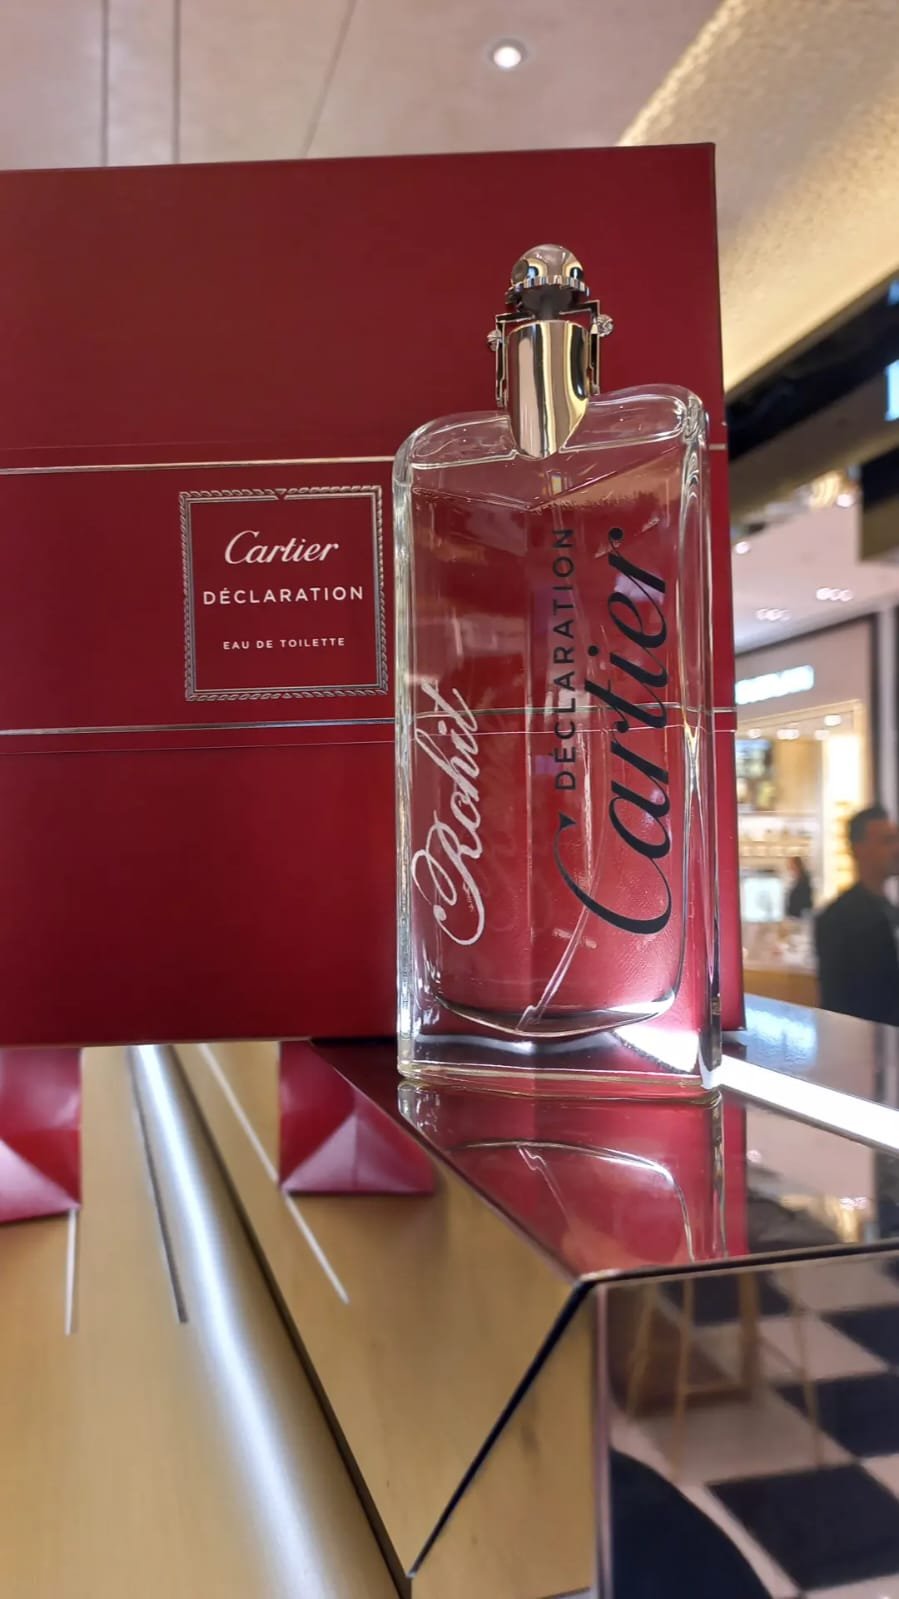 Cartier
DÉCLARATION
EAU DE TOILETTE
Rohit
DÉCLARATION
Cartier